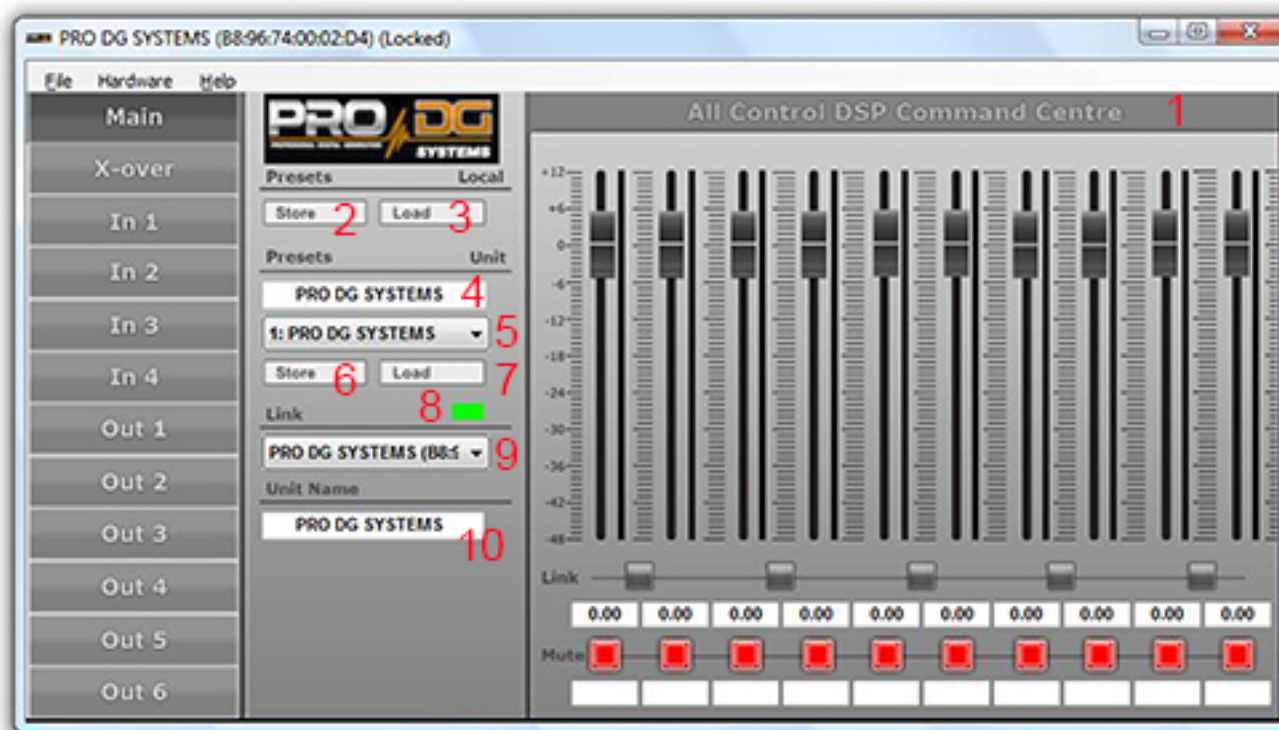 PRO DG SYSTEMS (B8:96:74:00:02:D4) (Locked)
File Hardware Help
Main
X-over
In 1
In 2
In 3
In 4
Out 1
Out 2
Out 3
Out 4
Out 5
Out 6
PRO DG
PROFESSIONAL DIGITAL GENERATION SYSTEMS
Presets Local
Store 2 Load 3
Presets Unit
PRO DG SYSTEMS 4
1: PRO DG SYSTEMS 5
Store 6 Load 7
Link 8
PRO DG SYSTEMS (B8:9 9
Unit Name
PRO DG SYSTEMS 10
All Control DSP Command Centre 1
+12
+6
0
-6
-12
-18
-24
-30
-36
-42
-48
Link
0.00 0.00 0.00 0.00 0.00 0.00 0.00 0.00 0.00 0.00
Mute